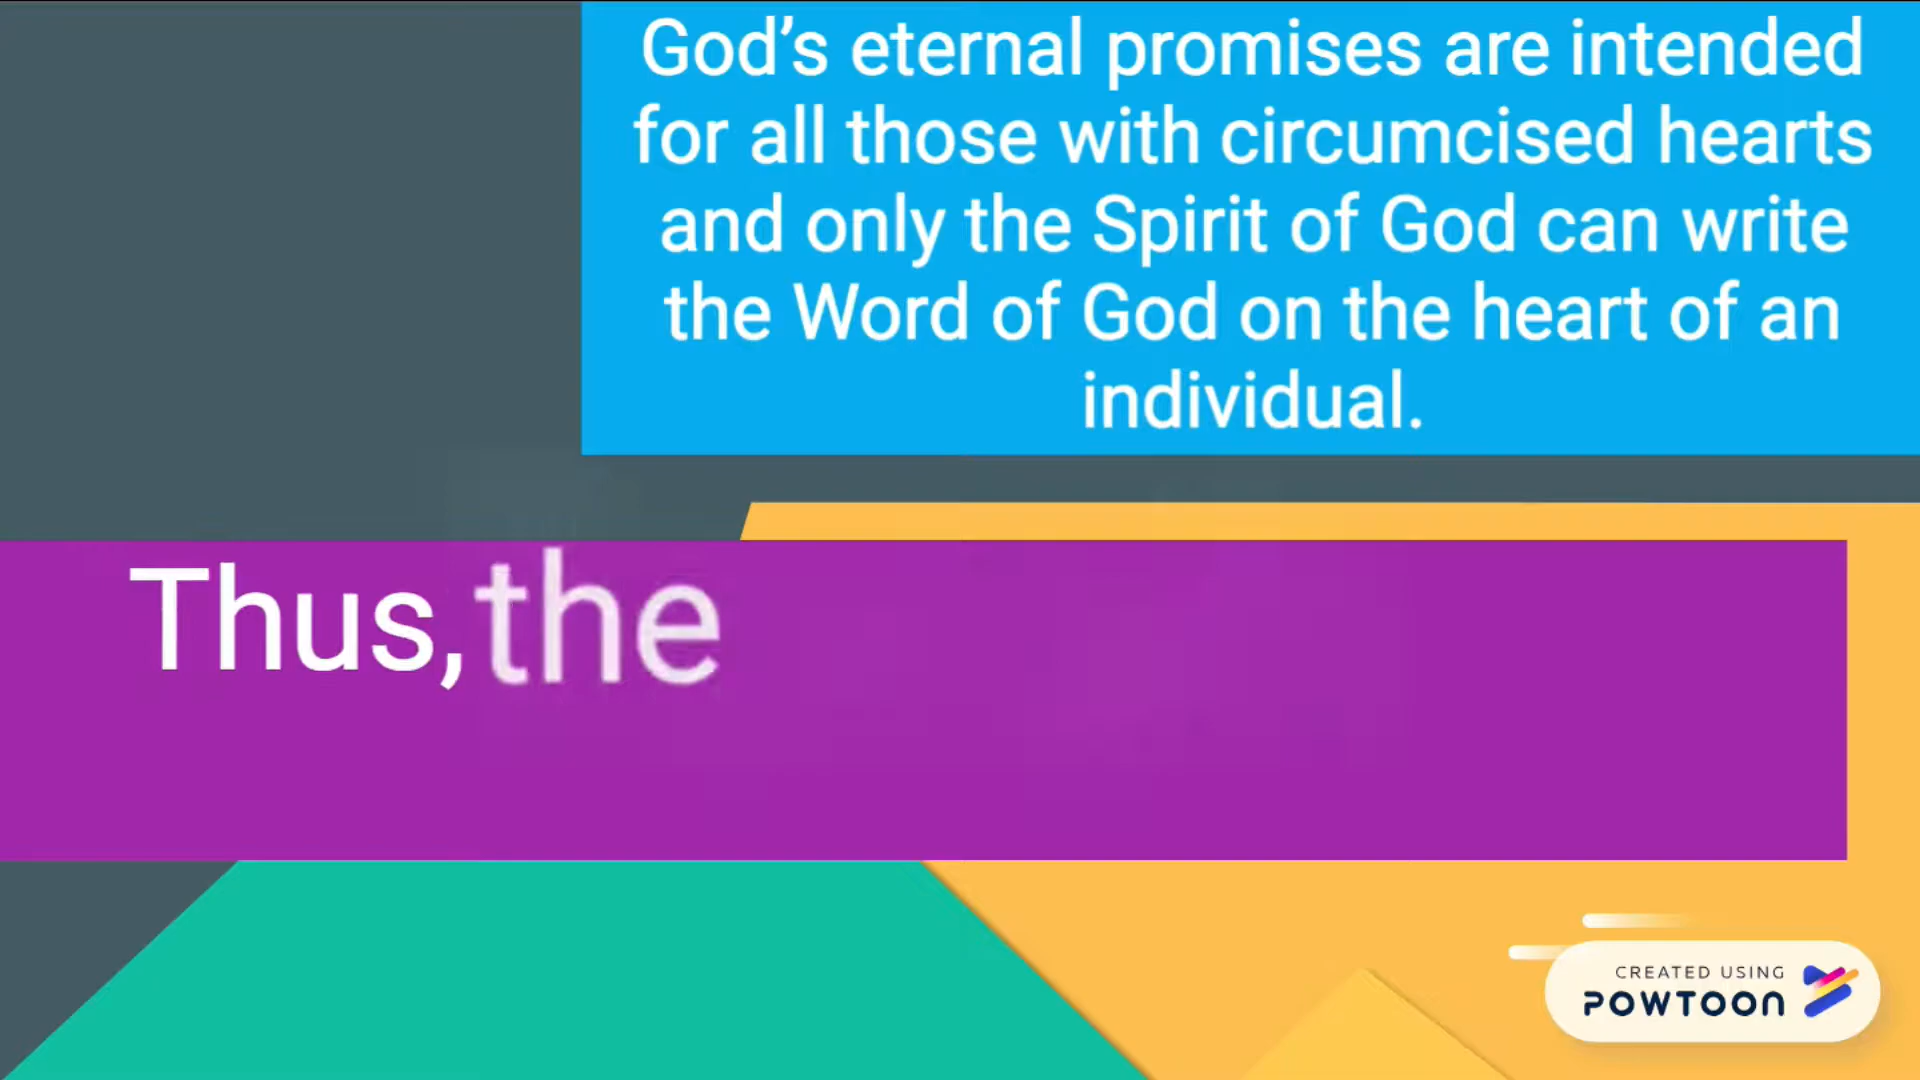 God’s eternal promises are intended
for all those with circumcised hearts
and only the Spirit of God can write
the Word of God on the heart of an
individual.
Thus, the
CREATED USING
POWTOON